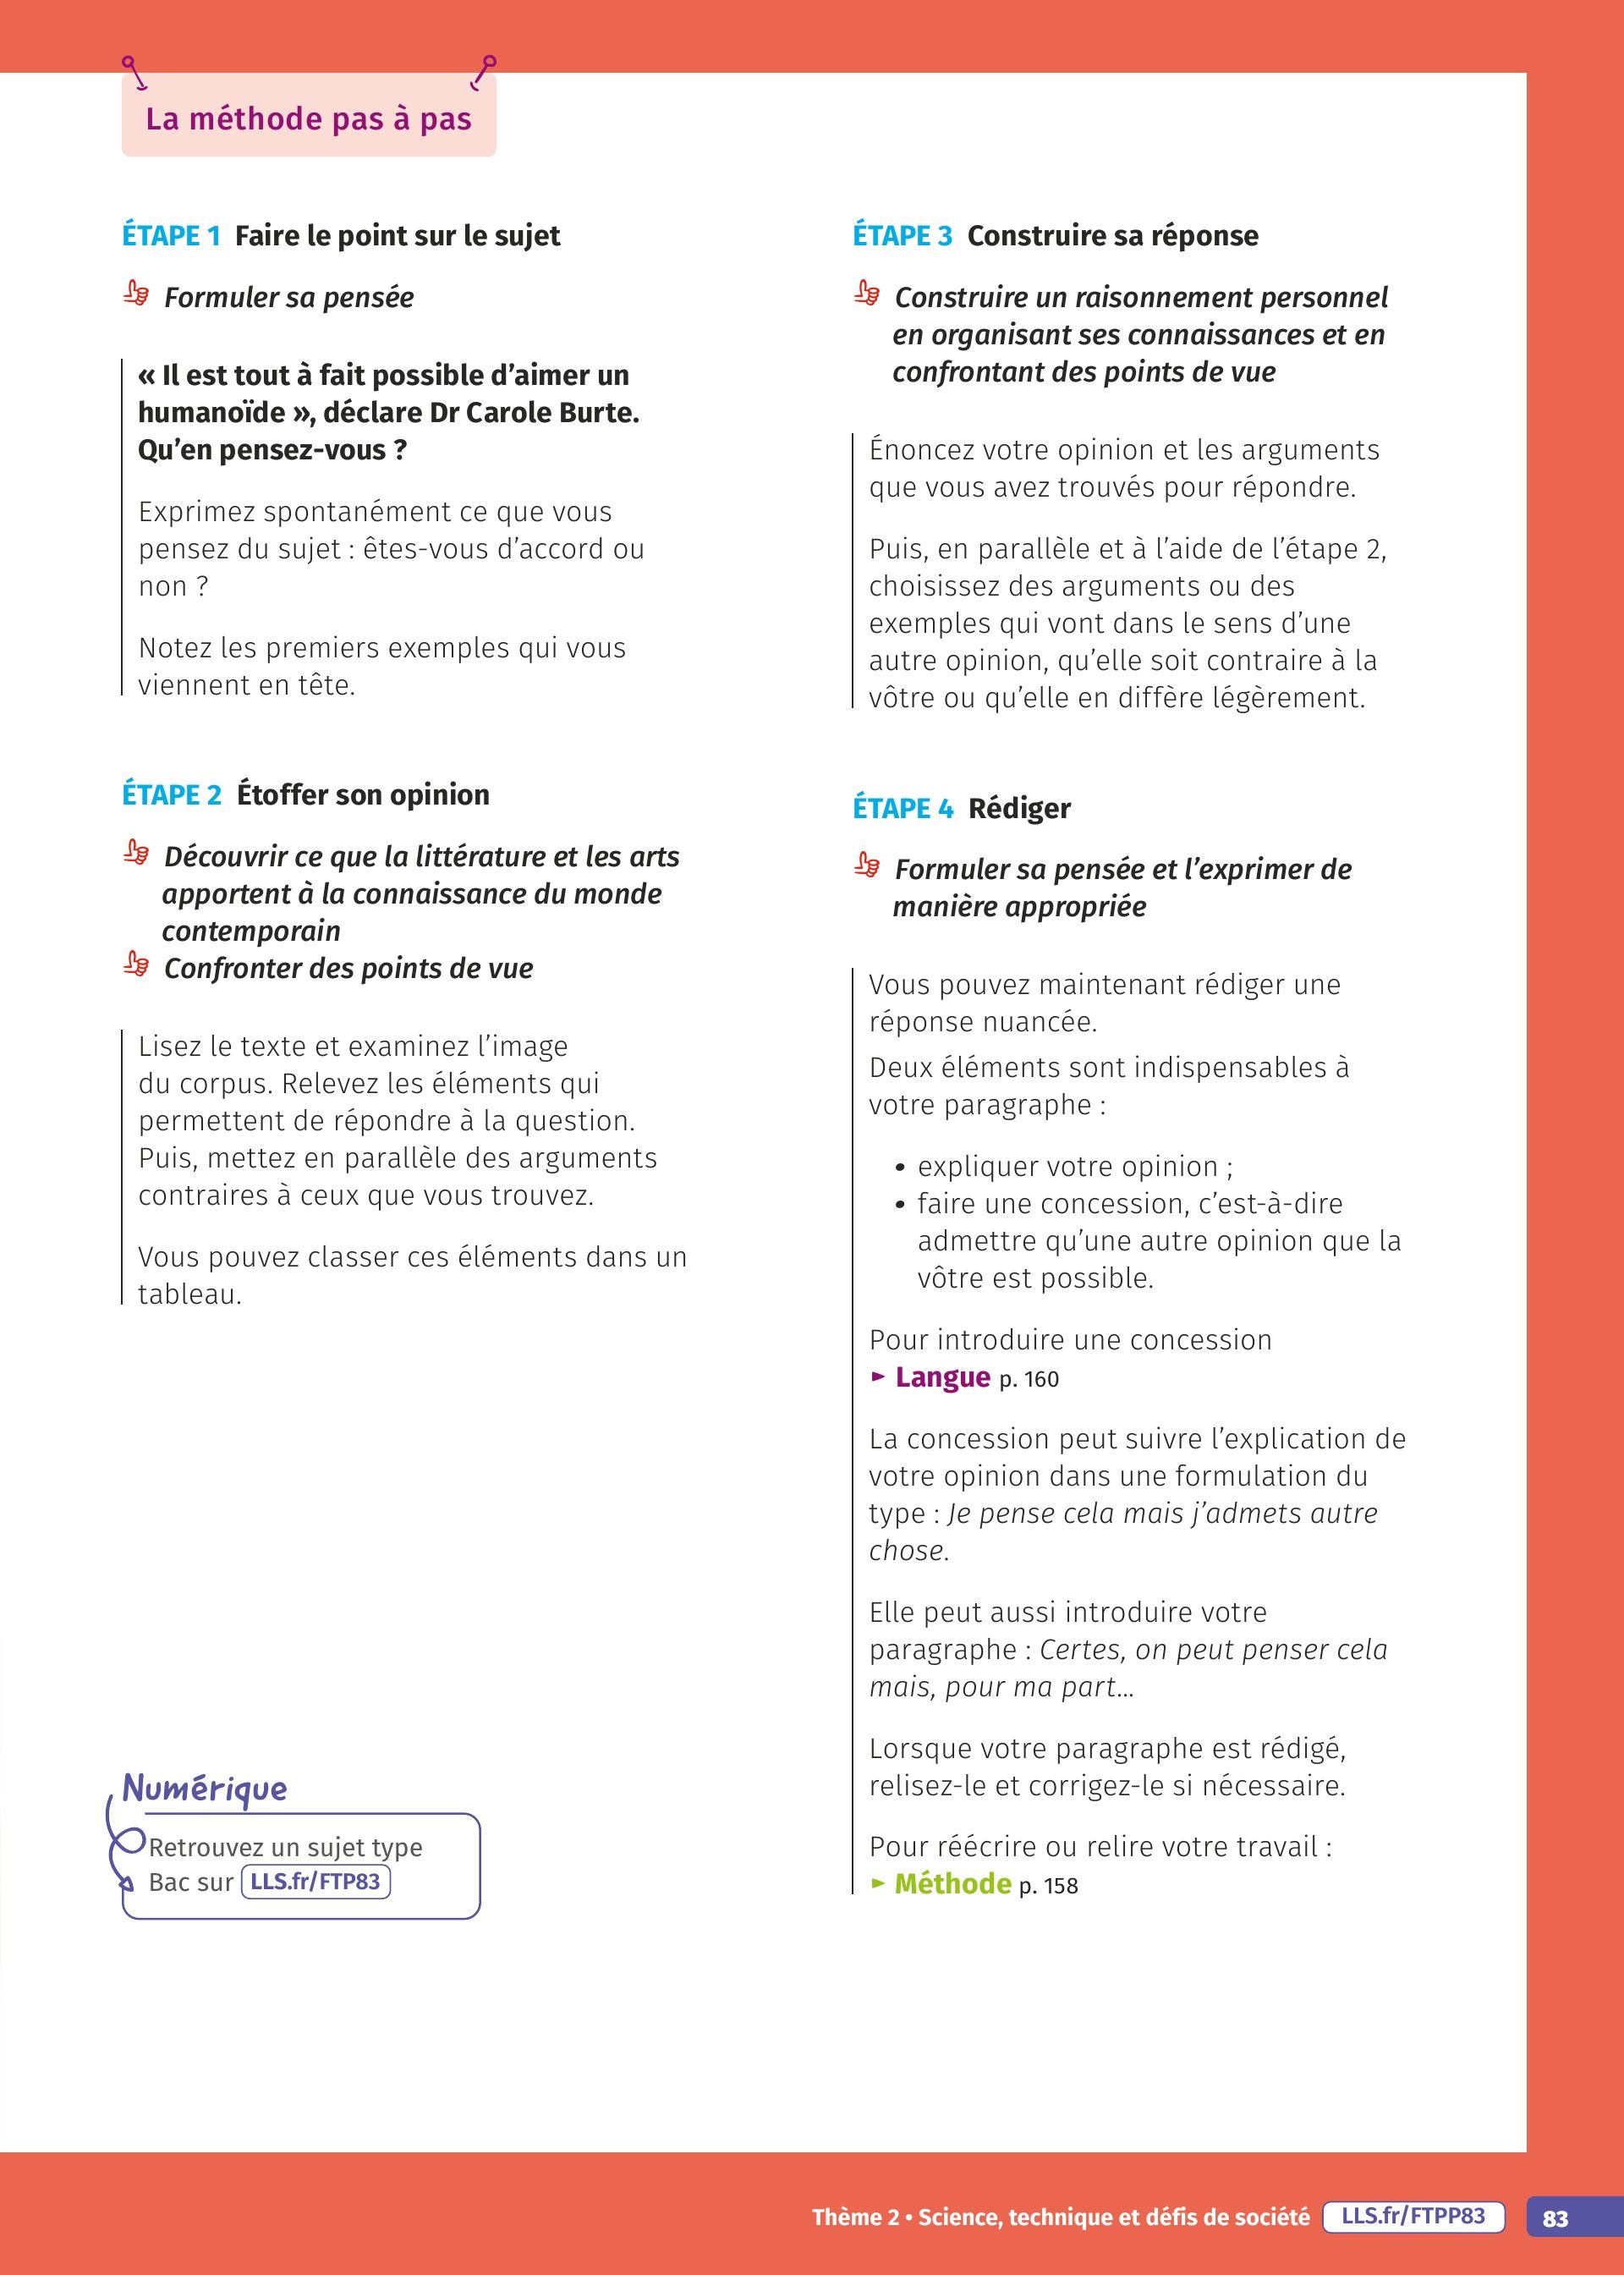 La méthode pas à pas
ÉTAPE 1 Faire le point sur le sujet
Formuler sa pensée
« Il est tout à fait possible d’aimer un
humanoïde », déclare Dr Carole Burte.
Qu’en pensez-vous ?
Exprimez spontanément ce que vous
pensez du sujet : êtes-vous d’accord ou
non ?
Notez les premiers exemples qui vous
viennent en tête.
ÉTAPE 2 Étoffer son opinion
Découvrir ce que la littérature et les arts
apportent à la connaissance du monde
contemporain
Confronter des points de vue
Lisez le texte et examinez l’image
du corpus. Relevez les éléments qui
permettent de répondre à la question.
Puis, mettez en parallèle des arguments
contraires à ceux que vous trouvez.
Vous pouvez classer ces éléments dans un
tableau.
Numérique
Retrouvez un sujet type
Bac sur LLS.fr/FTP83
ÉTAPE 3 Construire sa réponse
Construire un raisonnement personnel
en organisant ses connaissances et en
confrontant des points de vue
Énoncez votre opinion et les arguments
que vous avez trouvés pour répondre.
Puis, en parallèle et à l’aide de l’étape 2,
choisissez des arguments ou des
exemples qui vont dans le sens d’une
autre opinion, qu’elle soit contraire à la
vôtre ou qu’elle en diffère légèrement.
ÉTAPE 4 Rédiger
Formuler sa pensée et l’exprimer de
manière appropriée
Vous pouvez maintenant rédiger une
réponse nuancée.
Deux éléments sont indispensables à
votre paragraphe :
• expliquer votre opinion ;
• faire une concession, c’est-à-dire
admettre qu’une autre opinion que la
vôtre est possible.
Pour introduire une concession
► Langue p. 160
La concession peut suivre l’explication de
votre opinion dans une formulation du
type : Je pense cela mais j’admets autre
chose.
Elle peut aussi introduire votre
paragraphe : Certes, on peut penser cela
mais, pour ma part…
Lorsque votre paragraphe est rédigé,
relisez-le et corrigez-le si nécessaire.
Pour réécrire ou relire votre travail :
► Méthode p. 158
Thème 2 • Science, technique et défis de société LLS.fr/FTPP83 83